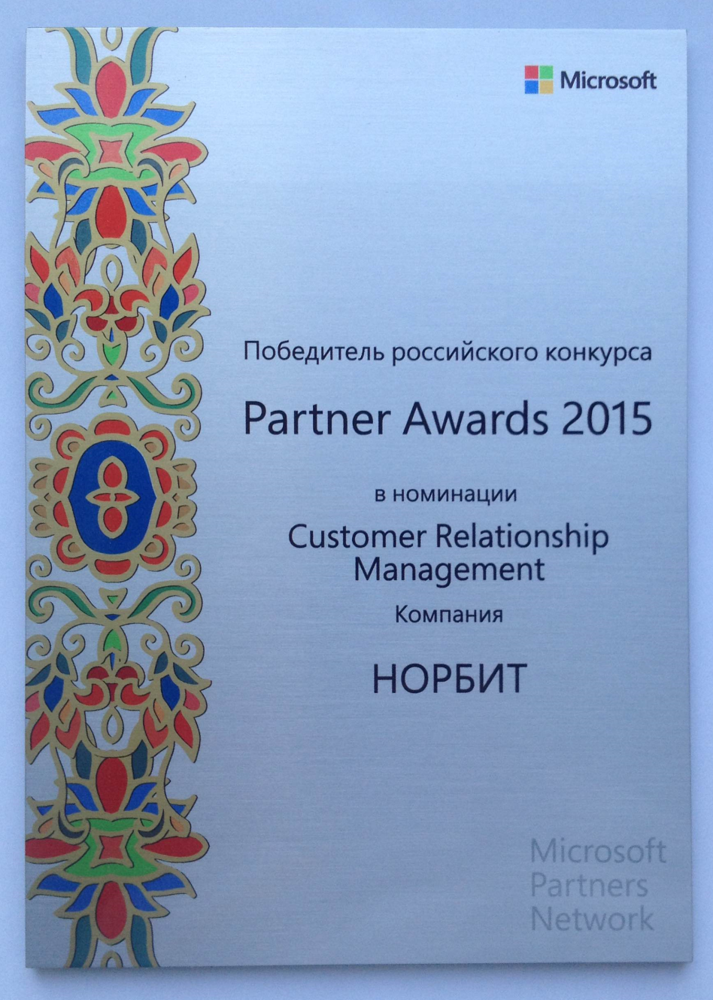 Microsoft
Победитель российского конкурса
Partner Awards 2015
в номинации
Customer Relationship
Management
Компания
НОРБИТ
Microsoft
Partners
Network